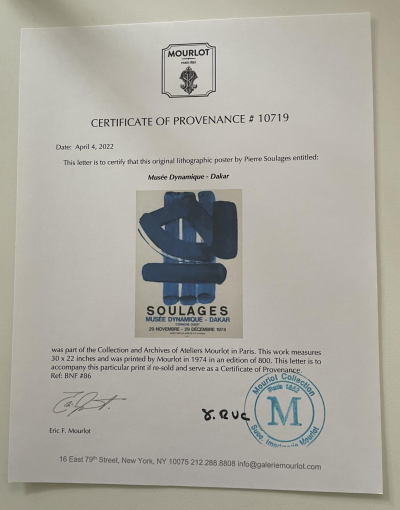 MOURLOT
CERTIFICATE OF PROVENANCE # 10719
Date: April 4, 2022
This letter is to certify that this original lithographic poster by Pierre Soulages entitled:
Musée Dynamique - Dakar
SOULAGES
MUSÉE DYNAMIQUE - DAKAR
29 NOVEMBRE - 29 DÉCEMBRE 1974
was part of the Collection and Archives of Ateliers Mourlot in Paris. This work measures
30 x 22 inches and was printed by Mourlot in 1974 in an edition of 800. This letter is to
accompany this particular print if re-sold and serve as a Certificate of Provenance.
Ref: BNF #86
Mourlot Collection
Paris 1852
M
Succ. Imprimerie Mourlot
Eric F. Mourlot
16 East 79th Street, New York, NY 10075 212.288.8808 info@galeriemourlot.com